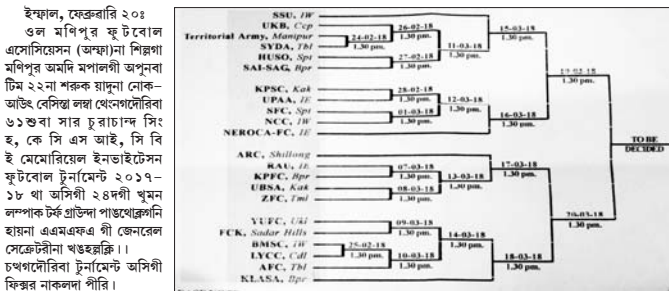 ইম্ফাল, ফেব্রুৱারি ২০ঃ
ওল মণিপুর ফুটবোল
এসোসিয়েসন (অম্ফা)না শিল্লগা
মণিপুর অমদি মপালগী অপুনবা
টিম ২২না শরুক য়াদুনা নোক-
আউৎ বেসিন্তা লম্বা থেংনগদৌরিবা
৬১শুবা সার চুরাচান্দ সিং
হ, কে সি এস আই, সি বি
ই মেমোরিয়েল ইনভাইটেসন
ফুটবোল টুর্নামেন্ট ২০১৭-
১৮ থা অসিগী ২৪দগী খুমন
লম্পাক টর্ফ গ্রাউন্দা পাঙথোক্লগনি
হায়না এএমএফএ গী জেনরেল
সেক্রেটরীনা খঙহল্লক্লি।।
চত্থগদৌরিবা টুর্নামেন্ট অসিগী
ফিক্সর নাকলদা পীরি।
SSU, IW
UKB, Ccp
Territorial Army, Manipur
SYDA, Tbl
HUSO, Spt
SAI-SAG, Bpr
24-02-18
1.30 pm.
26-02-18
1.30 pm.
27-02-18
1.30 pm.
11-03-18
1.30 pm.
15-03-18
1.30 pm.
KPSC, Kak
UPAA, IE
SFC, Spt
NCC, IW
NEROCA-FC, IE
28-02-18
1.30 pm.
01-03-18
1.30 pm.
12-03-18
1.30 pm.
16-03-18
1.30 pm.
1.30 pm.
TO BE
DECIDED
ARC, Shillong
RAU, IE
KPFC, Bpr
UBSA, Kak
ZFC, Tml
07-03-18
1.30 pm.
08-03-18
1.30 pm.
13-03-18
1.30 pm.
17-03-18
1.30 pm.
20-03-18
1.30 pm.
YUFC, Ukl
FCK, Sadar Hills
BMSC, IW
LYCC, Cdl
AFC, Tbl
KLASA, Bpr
09-03-18
1.30 pm.
25-02-18
1.30 pm.
10-03-18
1.30 pm.
14-03-18
1.30 pm.
18-03-18
1.30 pm.